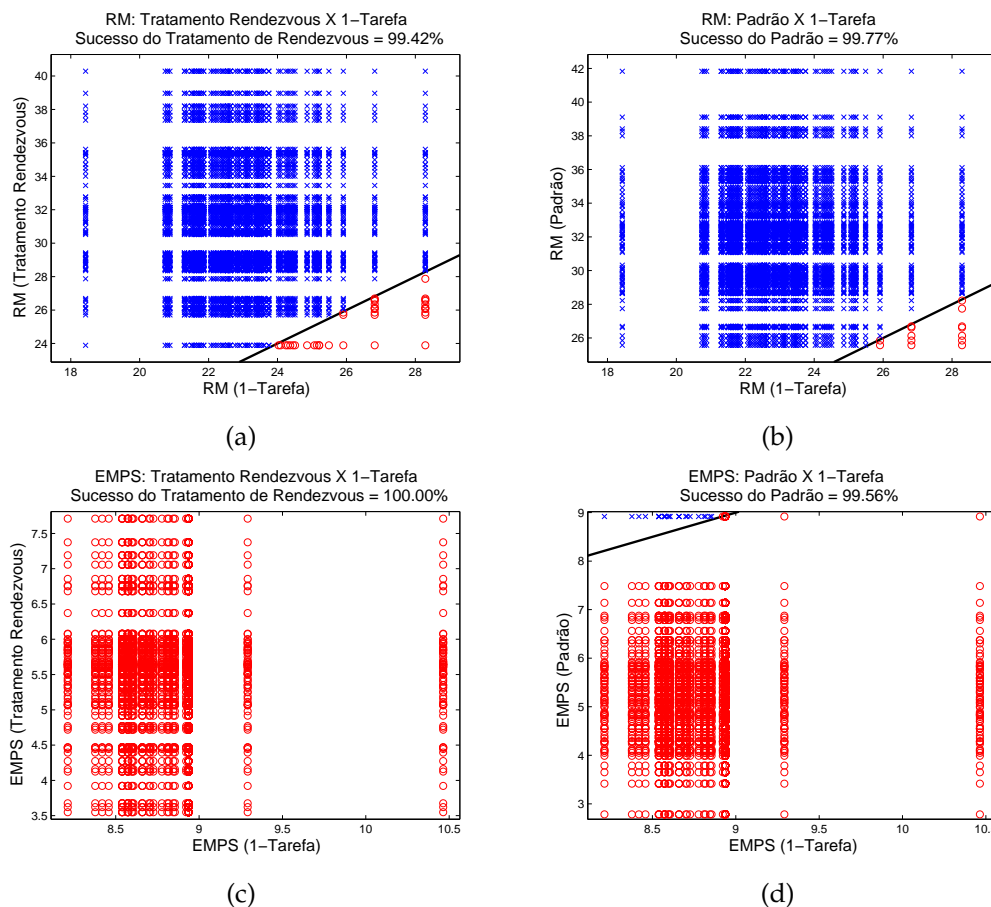 RM: Tratamento Rendezvous X 1−Tarefa
Sucesso do Tratamento de Rendezvous = 99.42%
40
38
36
34
32
30
28
26
24
RM (Tratamento Rendezvous)
18 20 22 24 26 28
RM (1−Tarefa)
(a)
RM: Padrão X 1−Tarefa
Sucesso do Padrão = 99.77%
42
40
38
36
34
32
30
28
26
RM (Padrão)
18 20 22 24 26 28
RM (1−Tarefa)
(b)
EMPS: Tratamento Rendezvous X 1−Tarefa
Sucesso do Tratamento de Rendezvous = 100.00%
7.5
7
6.5
6
5.5
5
4.5
4
3.5
EMPS (Tratamento Rendezvous)
8.5 9 9.5 10 10.5
EMPS (1−Tarefa)
(c)
EMPS: Padrão X 1−Tarefa
Sucesso do Padrão = 99.56%
9
8
7
6
5
4
3
EMPS (Padrão)
8.5 9 9.5 10 10.5
EMPS (1−Tarefa)
(d)